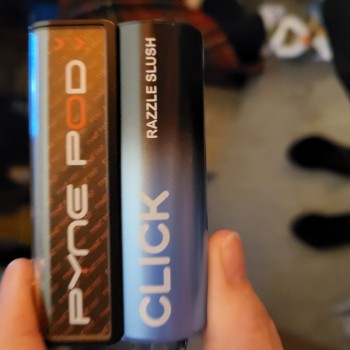 PYNE POD
CLICK
RAZZLE SLUSH